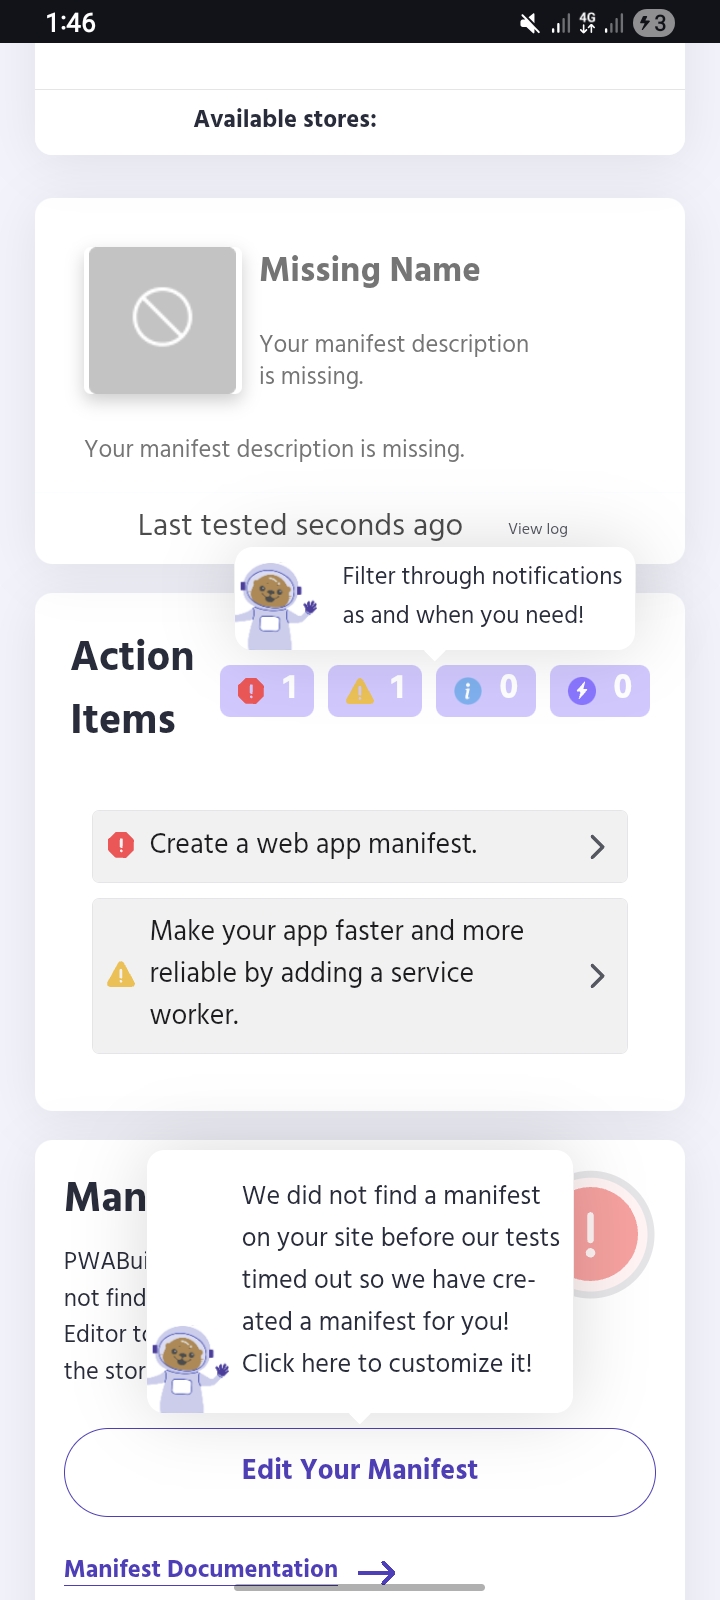 1:46
4G
3
Available stores:
Missing Name
Your manifest description
is missing.
Your manifest description is missing.
Last tested seconds ago
View log
Filter through notifications
as and when you need!
Action
Items
1
1
0
0
Create a web app manifest.
Make your app faster and more
reliable by adding a service
worker.
Man
PWABui
not find
Editor to
the stor
We did not find a manifest
on your site before our tests
timed out so we have cre-
ated a manifest for you!
Click here to customize it!
Edit Your Manifest
Manifest Documentation